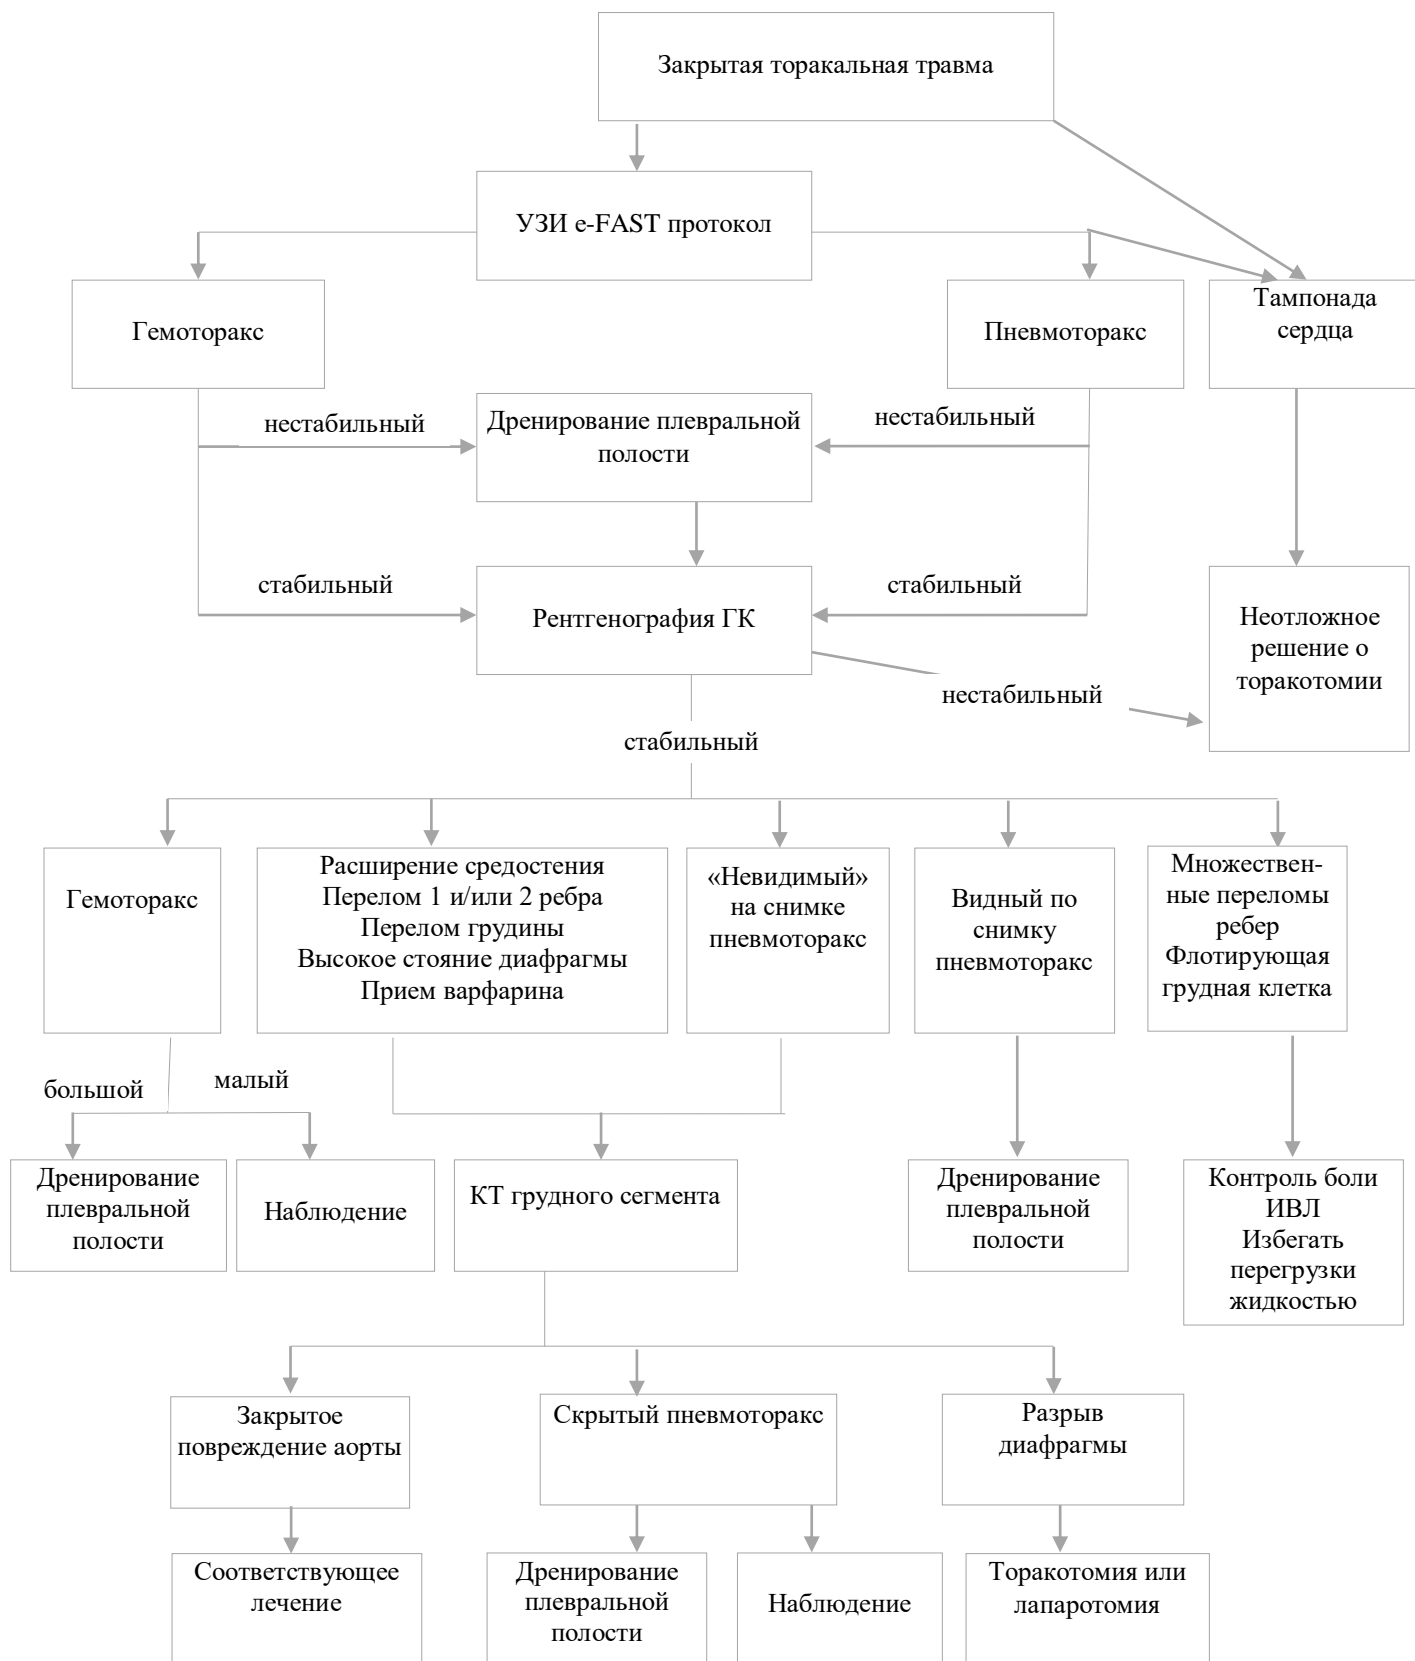 Закрытая торакальная травма
УЗИ e-FAST протокол
Гемоторакс
Пневмоторакс
Тампонада
сердца
нестабильный
Дренирование плевральной
полости
нестабильный
стабильный
Рентгенография ГК
стабильный
Неотложное
решение о
торакотомии
нестабильный
стабильный
Гемоторакс
Расширение средостения
Перелом 1 и/или 2 ребра
Перелом грудины
Высокое стояние диафрагмы
Прием варфарина
«Невидимый»
на снимке
пневмоторакс
Видный по
снимку
пневмоторакс
Множествен-
ные переломы
ребер
Флотирующая
грудная клетка
большой
малый
Дренирование
плевральной
полости
Наблюдение
КТ грудного сегмента
Дренирование
плевральной
полости
Контроль боли
ИВЛ
Избегать
перегрузки
жидкостью
Закрытое
повреждение аорты
Скрытый пневмоторакс
Разрыв
диафрагмы
Соответствующее
лечение
Дренирование
плевральной
полости
Наблюдение
Торакотомия или
лапаротомия